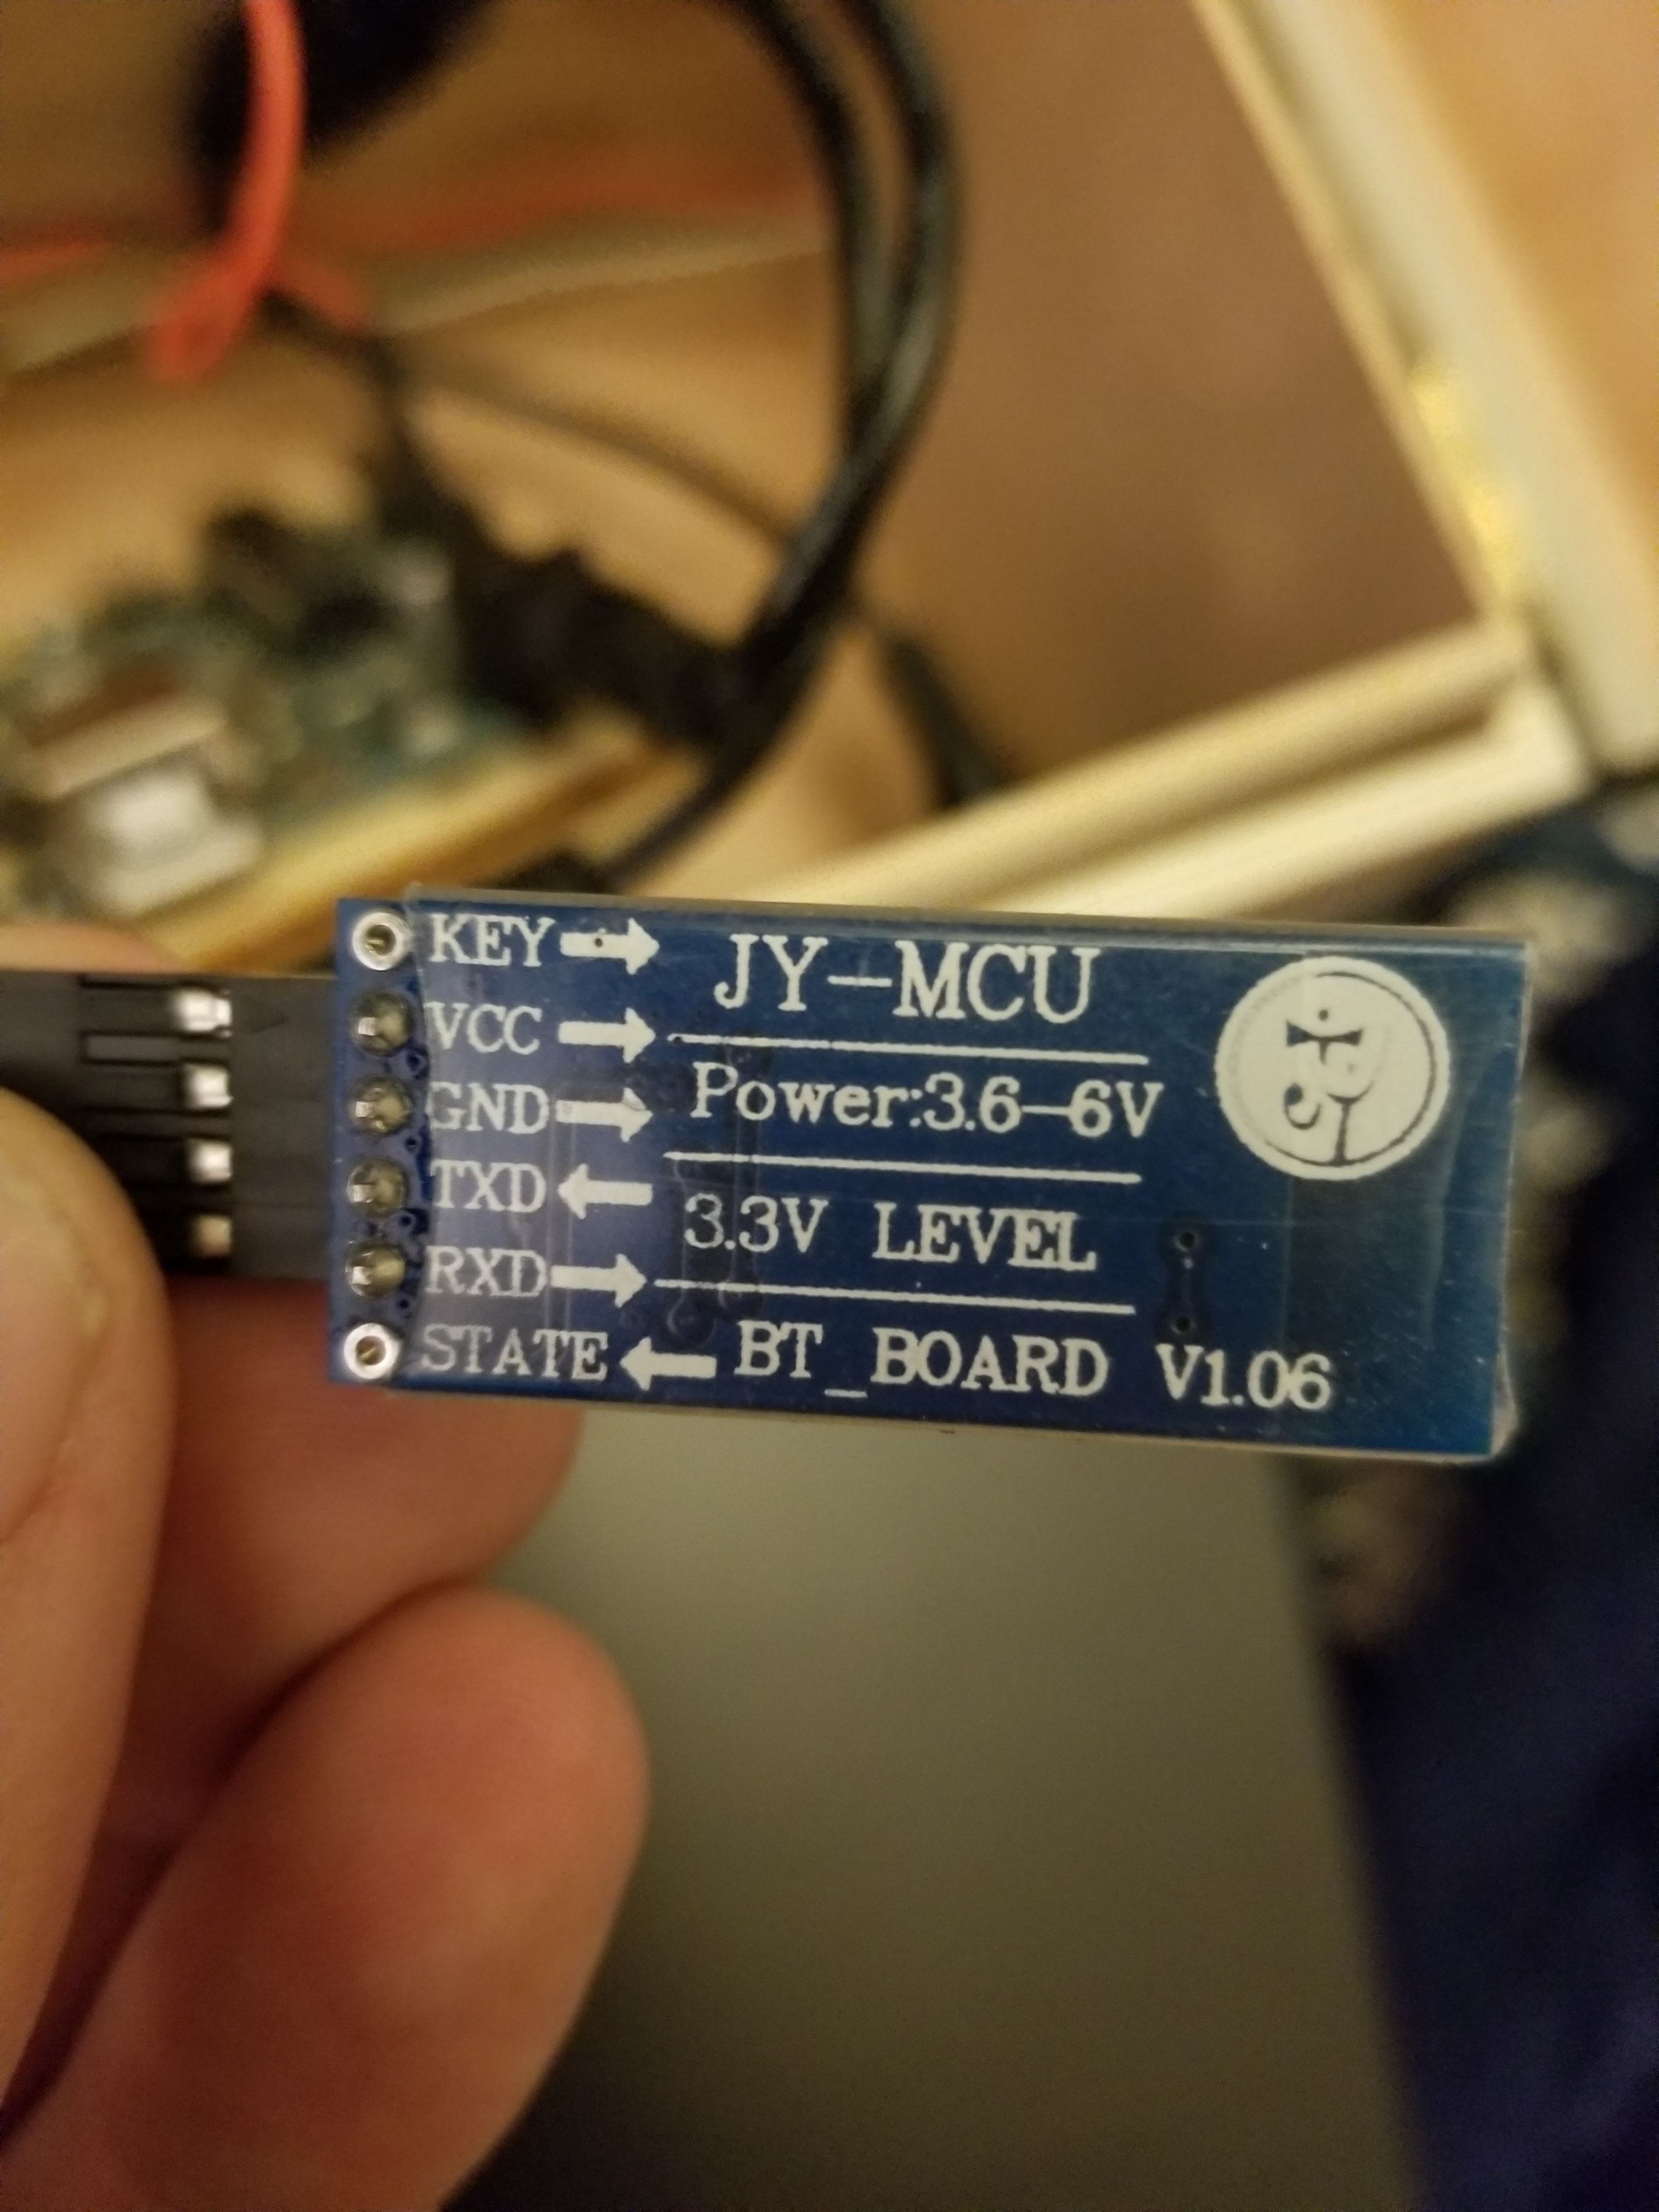 KEY
VCC
GND
TXD
RXD
STATE
JY-MCU
Power:3.6-6V
3.3V LEVEL
BT_BOARD V1.06